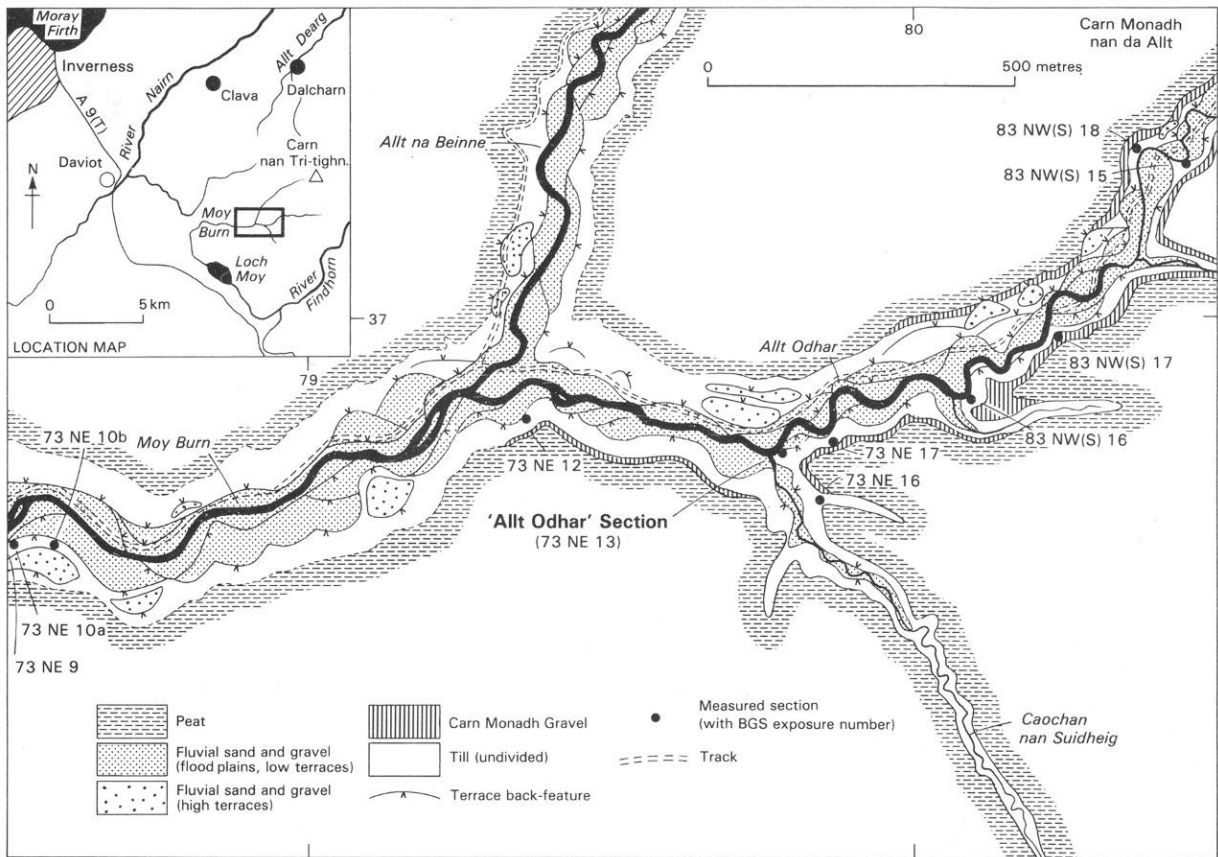 Moray
Firth
Inverness
A 9(T)
River
Nairn
Allt Dearg
Clava
Dalcharn
Carn
nan Tri-tighn.
Daviot
N
Moy
Burn
Loch
Moy
River
Findhorn
0 5 km
LOCATION MAP
80
Carn Monadh
nan da Allt
0 500 metres
Allt na Beinne
83 NW(S) 18
83 NW(S) 15
37
79
Allt Odhar
83 NW(S) 17
83 NW(S) 16
73 NE 10b
Moy Burn
73 NE 12
73 NE 17
73 NE 16
'Allt Odhar' Section
(73 NE 13)
73 NE 10a
73 NE 9
Caochan
nan Suidheig
Peat
Fluvial sand and gravel
(flood plains, low terraces)
Fluvial sand and gravel
(high terraces)
Carn Monadh Gravel
Till (undivided)
Terrace back-feature
Measured section
(with BGS exposure number)
Track